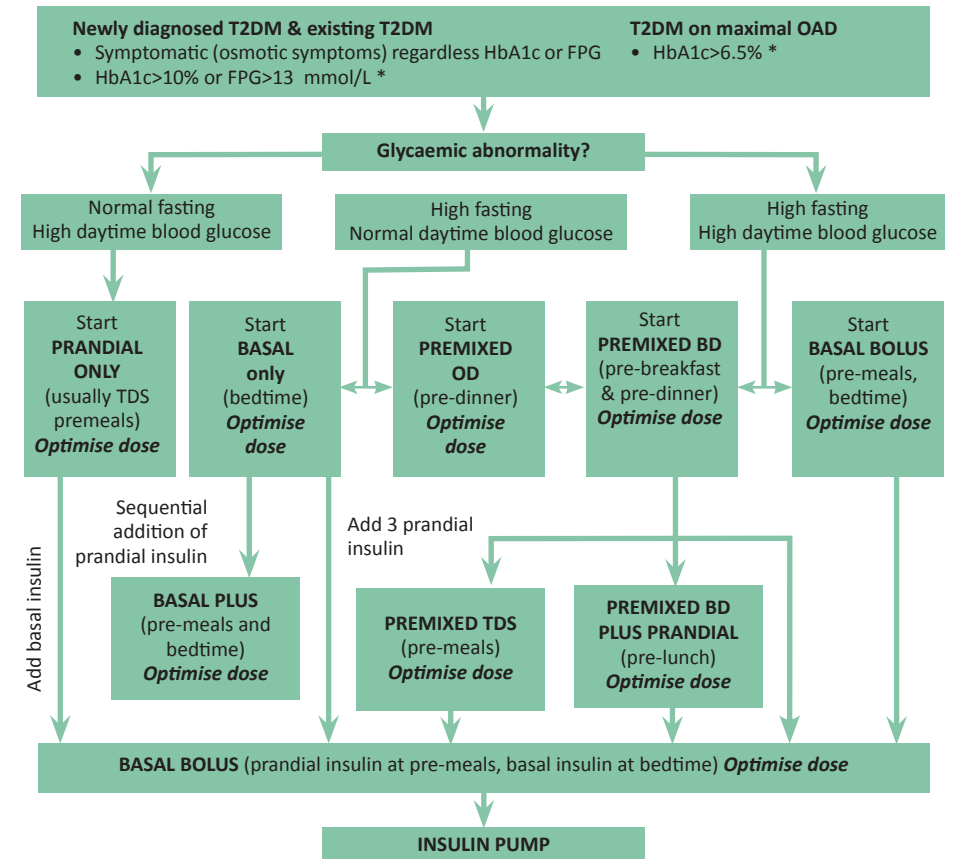 Newly diagnosed T2DM & existing T2DM
• Symptomatic (osmotic symptoms) regardless HbA1c or FPG
• HbA1c>10% or FPG>13 mmol/L *
T2DM on maximal OAD
• HbA1c>6.5% *
Glycaemic abnormality?
Normal fasting
High daytime blood glucose
High fasting
Normal daytime blood glucose
High fasting
High daytime blood glucose
Start
PRANDIAL
ONLY
(usually TDS
premeals)
Optimise dose
Start
BASAL
only
(bedtime)
Optimise
dose
Start
PREMIXED
OD
(pre-dinner)
Optimise
dose
Start
PREMIXED BD
(pre-breakfast
& pre-dinner)
Optimise dose
Start
BASAL BOLUS
(pre-meals,
bedtime)
Optimise dose
Add basal insulin
Sequential
addition of
prandial insulin
Add 3 prandial
insulin
BASAL PLUS
(pre-meals and
bedtime)
Optimise dose
PREMIXED TDS
(pre-meals)
Optimise dose
PREMIXED BD
PLUS PRANDIAL
(pre-lunch)
Optimise dose
BASAL BOLUS (prandial insulin at pre-meals, basal insulin at bedtime) Optimise dose
INSULIN PUMP